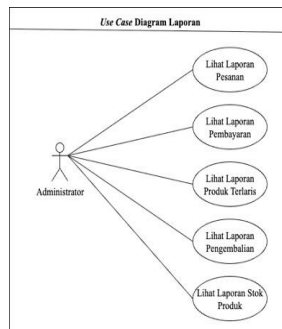 Use Case Diagram Laporan
Lihat Laporan
Pesanan
Lihat Laporan
Pembayaran
Lihat Laporan
Produk Terlaris
Administrator
Lihat Laporan
Pengembalian
Lihat Laporan Stok
Produk